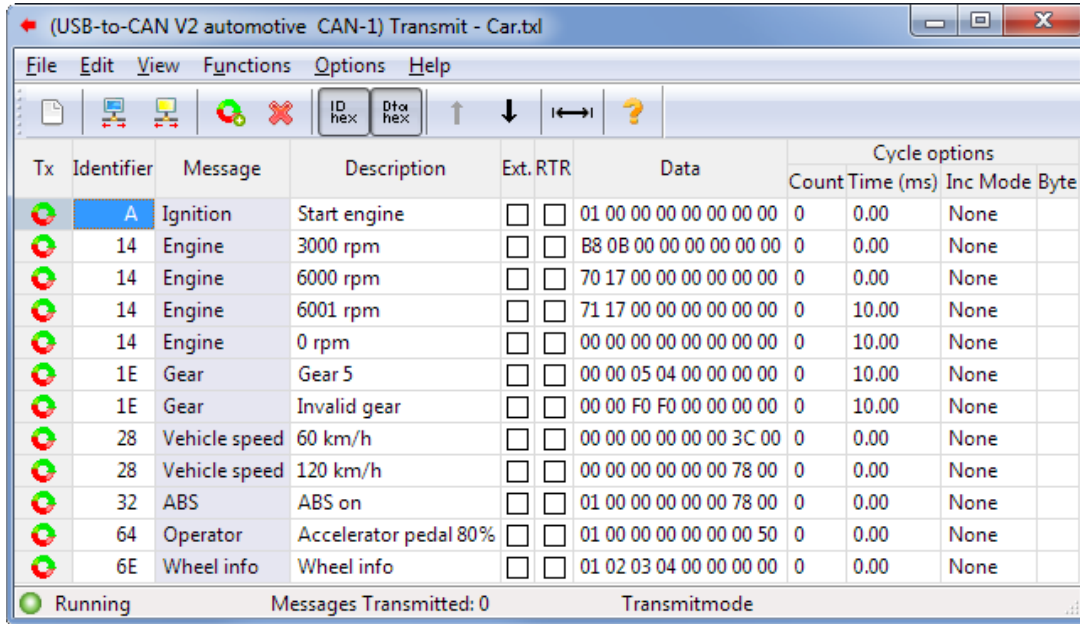 (USB-to-CAN V2 automotive CAN-1) Transmit - Car.txl
File Edit View Functions Options Help
ID hex Dta hex
Tx Identifier Message Description Ext. RTR Data Cycle options
Count Time (ms) Inc Mode Byte
A Ignition Start engine 01 00 00 00 00 00 00 00 0 0.00 None
14 Engine 3000 rpm B8 0B 00 00 00 00 00 00 0 0.00 None
14 Engine 6000 rpm 70 17 00 00 00 00 00 00 0 0.00 None
14 Engine 6001 rpm 71 17 00 00 00 00 00 00 0 10.00 None
14 Engine 0 rpm 00 00 00 00 00 00 00 00 0 10.00 None
1E Gear Gear 5 00 00 05 04 00 00 00 00 0 10.00 None
1E Gear Invalid gear 00 00 F0 F0 00 00 00 00 0 10.00 None
28 Vehicle speed 60 km/h 00 00 00 00 00 00 3C 00 0 0.00 None
28 Vehicle speed 120 km/h 00 00 00 00 00 00 78 00 0 0.00 None
32 ABS ABS on 01 00 00 00 00 00 78 00 0 0.00 None
64 Operator Accelerator pedal 80% 01 00 00 00 00 00 00 50 0 0.00 None
6E Wheel info Wheel info 01 02 03 04 00 00 00 00 0 0.00 None
Running Messages Transmitted: 0 Transmitmode